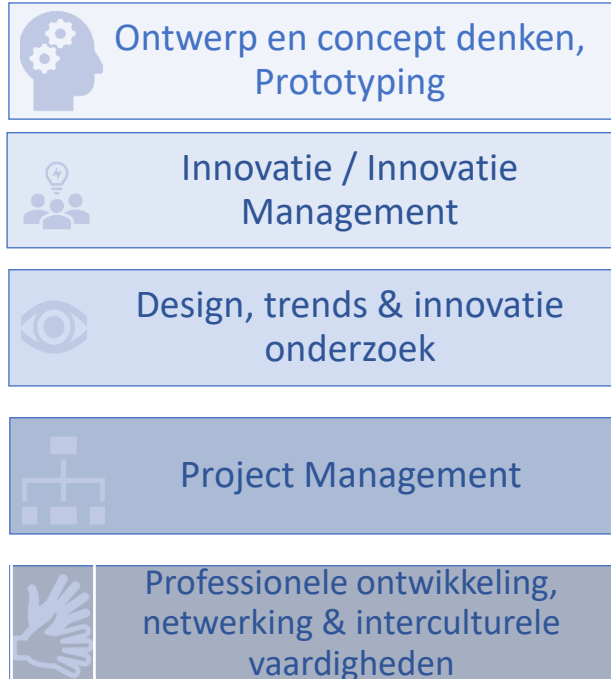 Ontwerp en concept denken,
Prototyping
Innovatie / Innovatie
Management
Design, trends & innovatie
onderzoek
Project Management
Professionele ontwikkeling,
netwerking & interculturele
vaardigheden